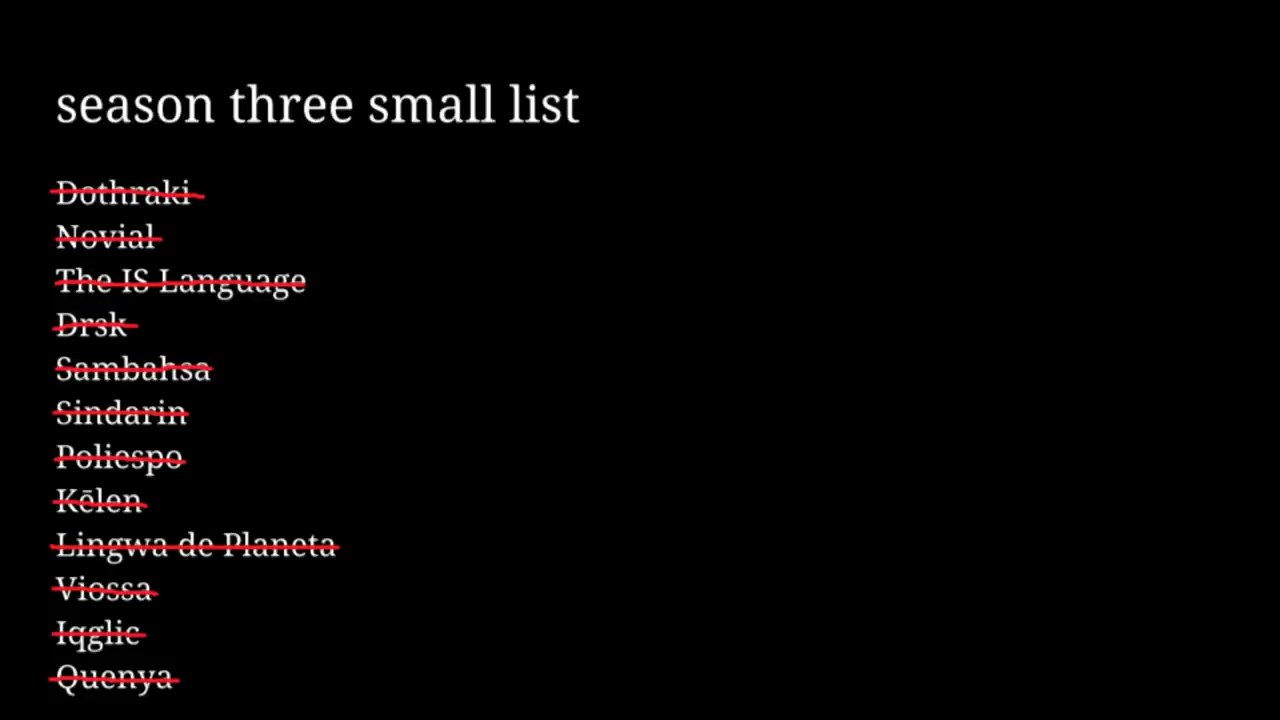 season three small list
Dothraki
Novial
The IS Language
Drsk
Sambahsa
Sindarin
Poliespo
Kēlen
Lingwa de Planeta
Viossa
Iqglic
Quenya